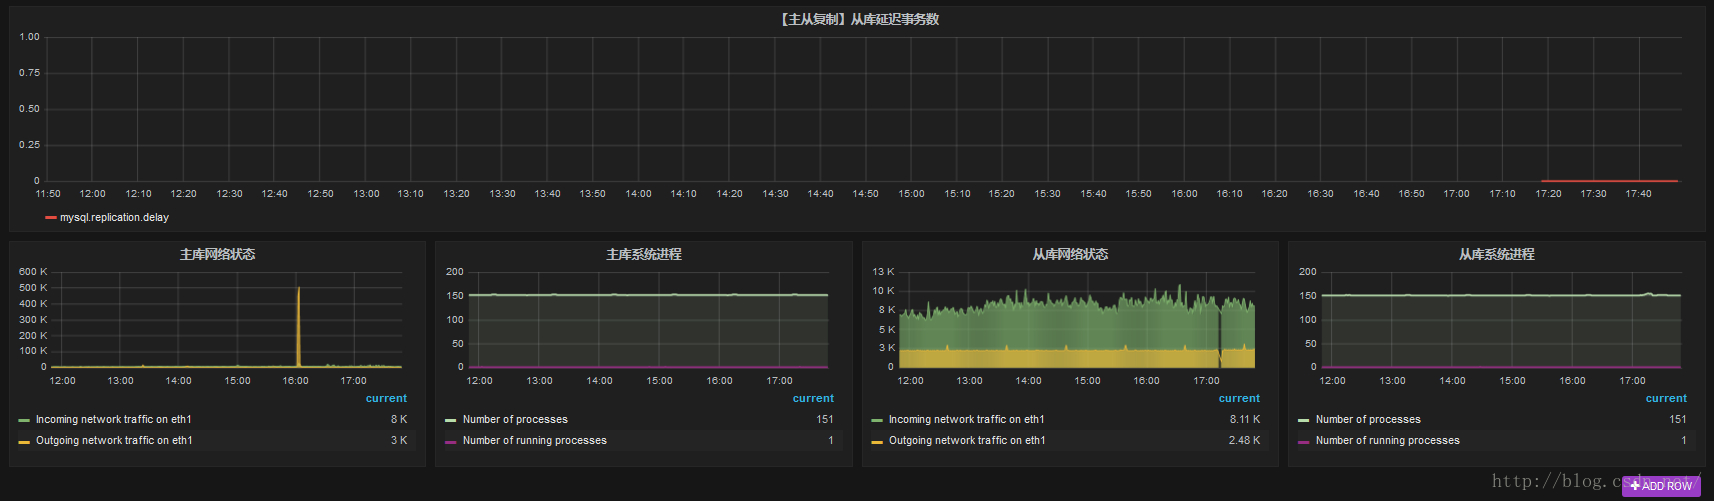 【主从复制】从库延迟事务数
1.00
0.75
0.50
0.25
0
11:50 12:00 12:10 12:20 12:30 12:40 12:50 13:00 13:10 13:20 13:30 13:40 13:50 14:00 14:10 14:20 14:30 14:40 14:50 15:00 15:10 15:20 15:30 15:40 15:50 16:00 16:10 16:20 16:30 16:40 16:50 17:00 17:10 17:20 17:30 17:40
mysql.replication.delay
主库网络状态
600 K
500 K
400 K
300 K
200 K
100 K
0
12:00 13:00 14:00 15:00 16:00 17:00
current
Incoming network traffic on eth1 8 K
Outgoing network traffic on eth1 3 K
主库系统进程
200
150
100
50
0
12:00 13:00 14:00 15:00 16:00 17:00
current
Number of processes 151
Number of running processes 1
从库网络状态
13 K
10 K
8 K
5 K
3 K
0
12:00 13:00 14:00 15:00 16:00 17:00
current
Incoming network traffic on eth1 8.11 K
Outgoing network traffic on eth1 2.48 K
从库系统进程
200
150
100
50
0
12:00 13:00 14:00 15:00 16:00 17:00
current
Number of processes 151
Number of running processes 1
http://blog.csdn.net/
ADD ROW